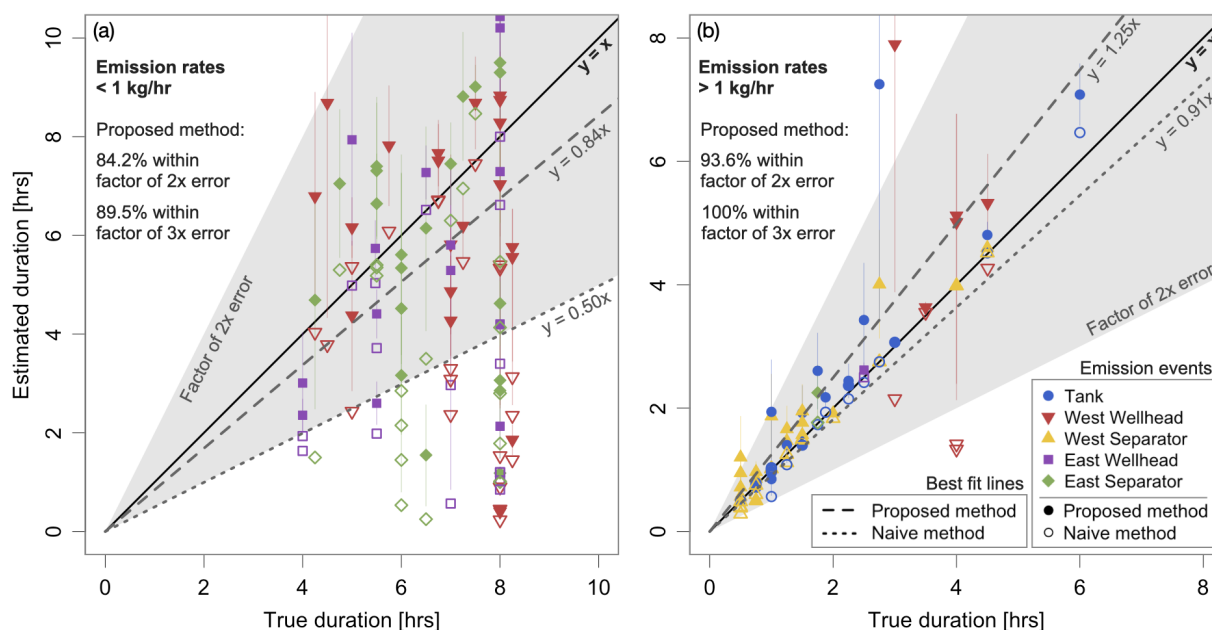 (a)
Emission rates
< 1 kg/hr
Proposed method:
84.2% within
factor of 2x error
89.5% within
factor of 3x error
Factor of 2x error
y = x
y = 0.84x
y = 0.50x
Estimated duration [hrs]
0
2
4
6
8
10
0
2
4
6
8
10
True duration [hrs]
(b)
Emission rates
> 1 kg/hr
Proposed method:
93.6% within
factor of 2x error
100% within
factor of 3x error
y = 1.25x
y = 0.91x
Factor of 2x error
Emission events
Tank
West Wellhead
West Separator
East Wellhead
East Separator
Proposed method
Naive method
Best fit lines
Proposed method
Naive method
0
2
4
6
8
0
2
4
6
8
True duration [hrs]